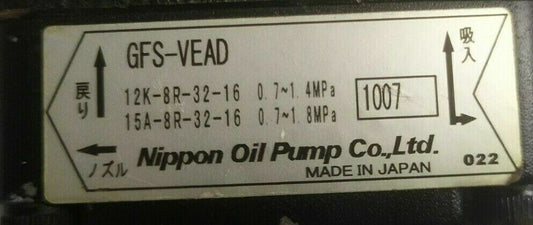 GFS-VEAD
吸入
戻り
12K-8R-32-16 0.7~1.4MPa
15A-8R-32-16 0.7~1.8MPa
1007
ノズル
Nippon Oil Pump Co.,Ltd.
MADE IN JAPAN
022